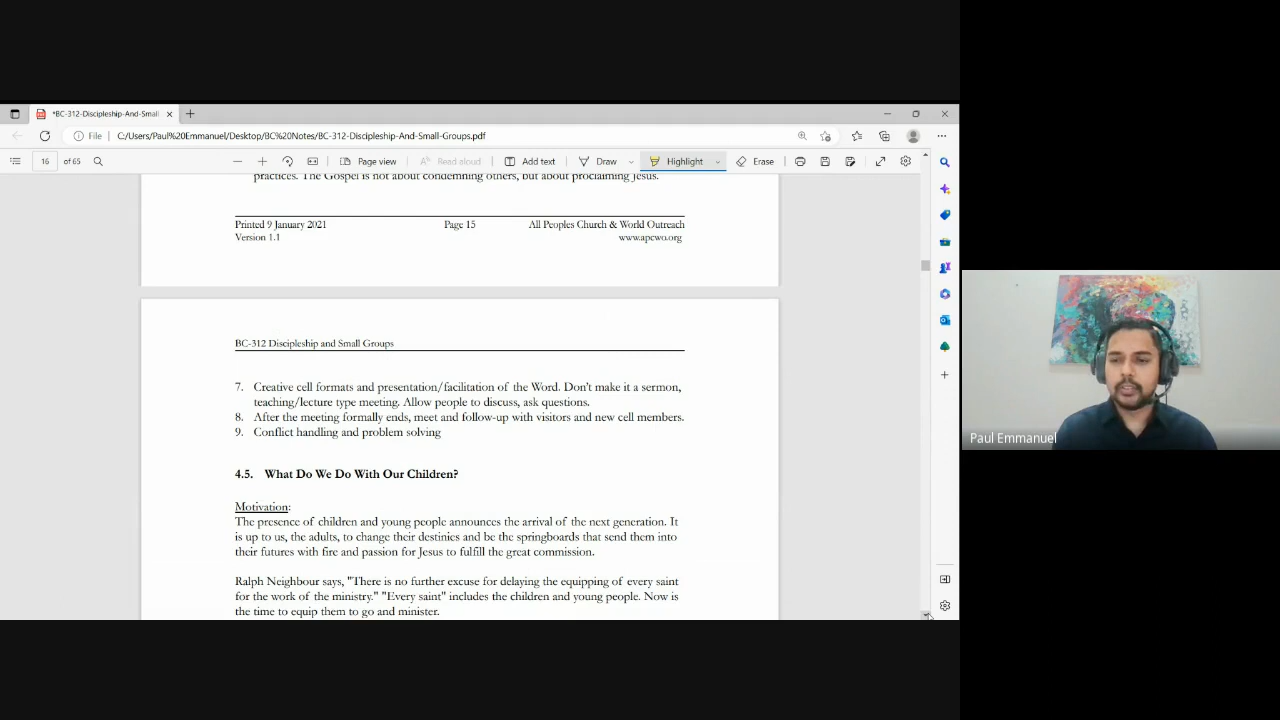 *BC-312-Discipleship-And-Small
File
C:/Users/Paul%20Emmanuel/Desktop/BC%20Notes/BC-312-Discipleship-And-Small-Groups.pdf
16 of 65
Page view
Read aloud
Add text
Draw
Highlight
Erase
practices. The Gospel is not about condemning others, but about proclaiming Jesus.
Printed 9 January 2021 Page 15 All Peoples Church & World Outreach
Version 1.1 www.apcwo.org
BC-312 Discipleship and Small Groups
7. Creative cell formats and presentation/facilitation of the Word. Don't make it a sermon,
teaching/lecture type meeting. Allow people to discuss, ask questions.
8. After the meeting formally ends, meet and follow-up with visitors and new cell members.
9. Conflict handling and problem solving
4.5. What Do We Do With Our Children?
Motivation:
The presence of children and young people announces the arrival of the next generation. It
is up to us, the adults, to change their destinies and be the springboards that send them into
their futures with fire and passion for Jesus to fulfill the great commission.
Ralph Neighbour says, "There is no further excuse for delaying the equipping of every saint
for the work of the ministry." "Every saint" includes the children and young people. Now is
the time to equip them to go and minister.
Paul Emmanuel